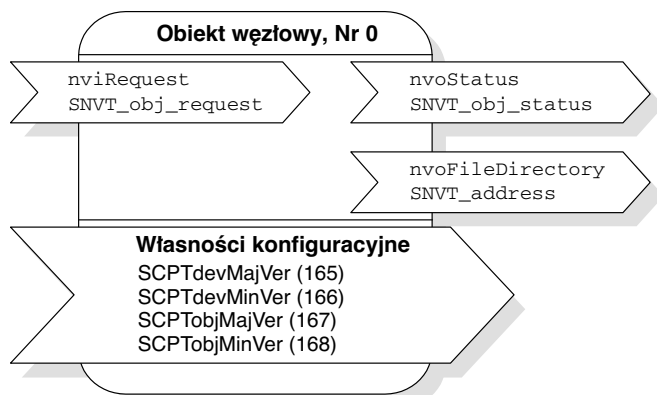 Obiekt węzłowy, Nr 0
nviRequest
SNVT_obj_request
nvoStatus
SNVT_obj_status
nvoFileDirectory
SNVT_address
Własności konfiguracyjne
SCPTdevMajVer (165)
SCPTdevMinVer (166)
SCPTobjMajVer (167)
SCPTobjMinVer (168)